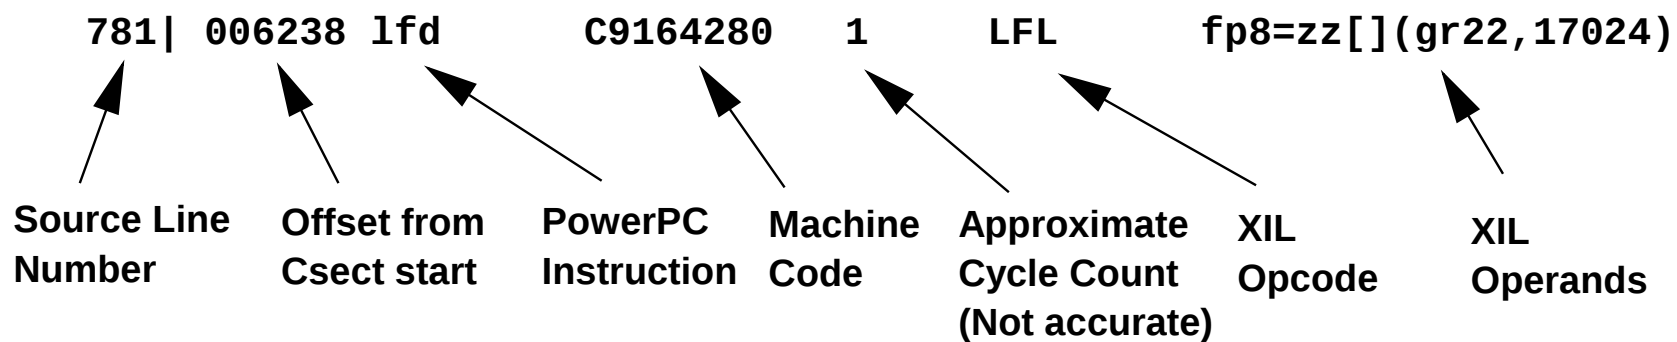 781| 006238 lfd C9164280 1 LFL fp8=zz[](gr22,17024)
Source Line
Number
Offset from
Csect start
PowerPC
Instruction
Machine
Code
Approximate
Cycle Count
(Not accurate)
XIL
Opcode
XIL
Operands